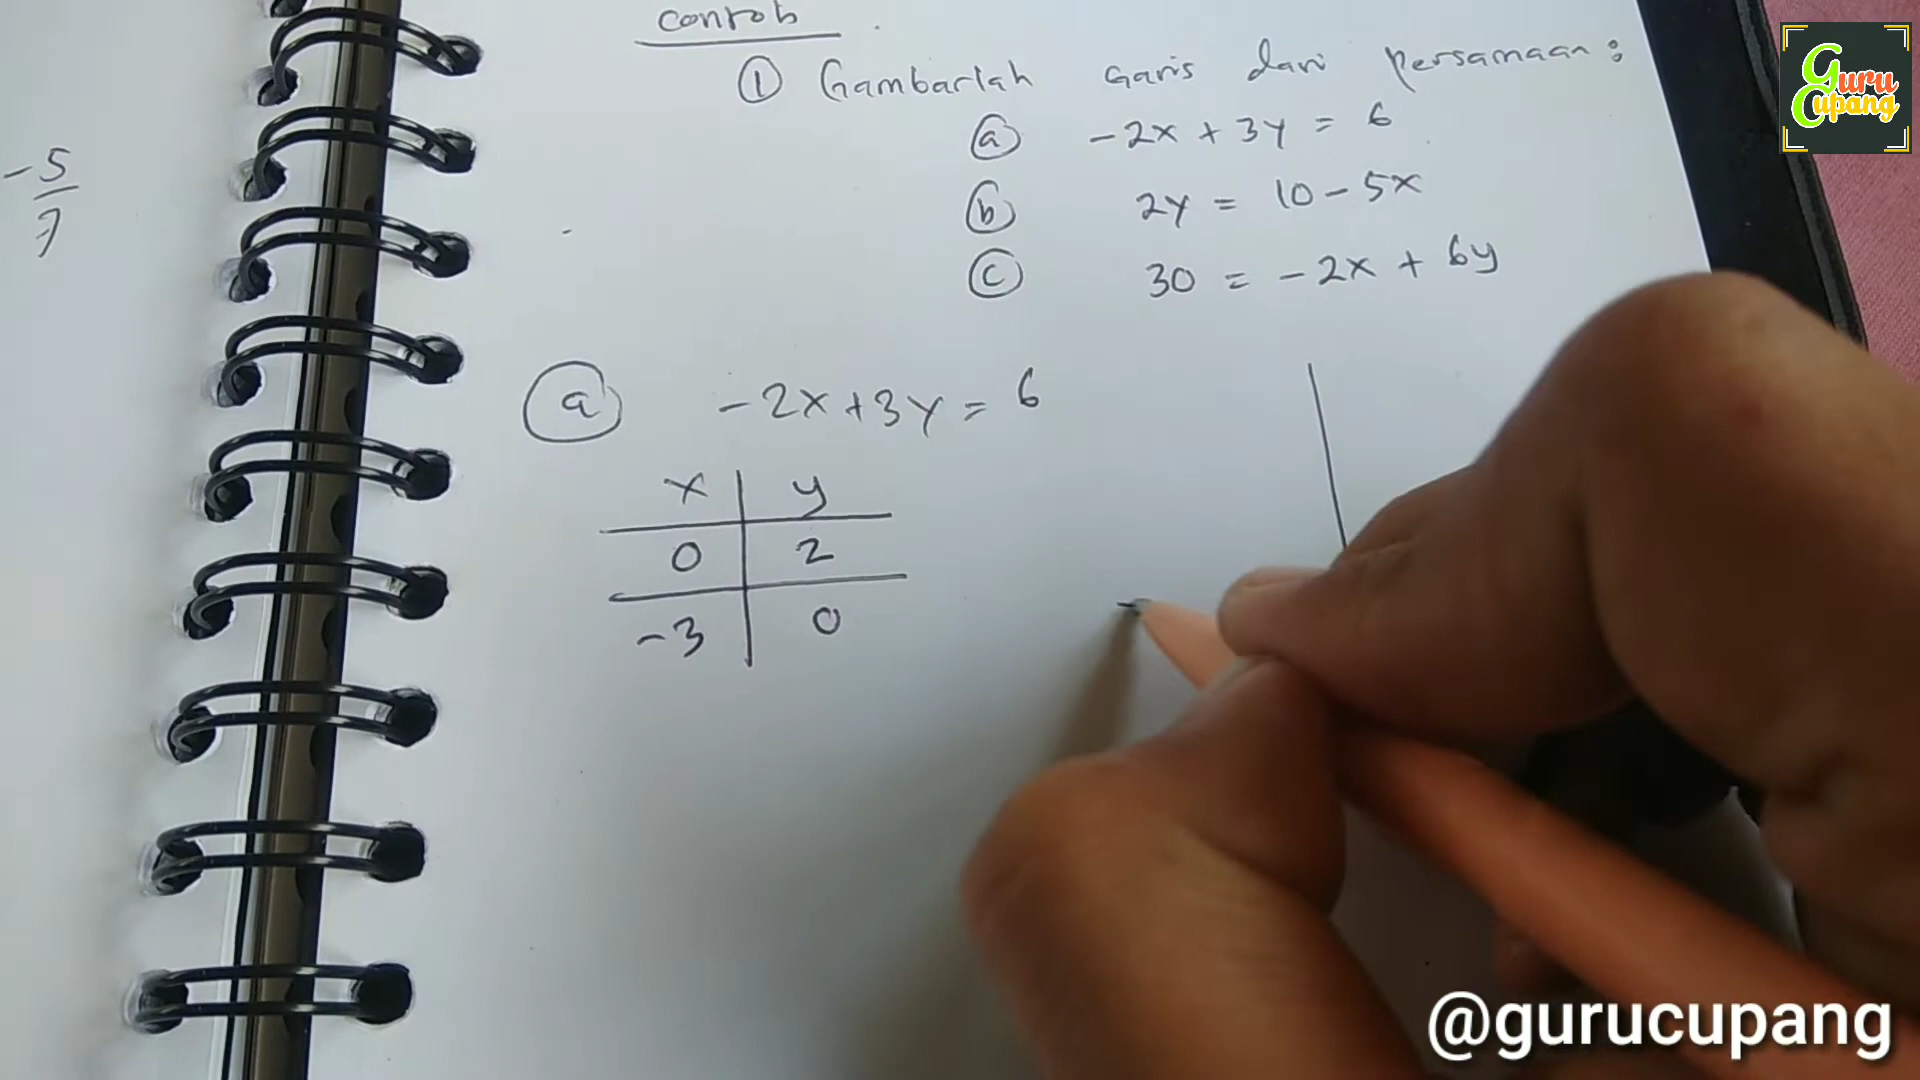 -5/7
Contoh
① Gambarlah garis dari persamaan:
ⓐ -2x + 3y = 6
ⓑ 2y = 10 - 5x
ⓒ 30 = -2x + 6y
ⓐ -2x + 3y = 6
x | y
0 | 2
-3 | 0
Guru
Cupang
@gurucupang